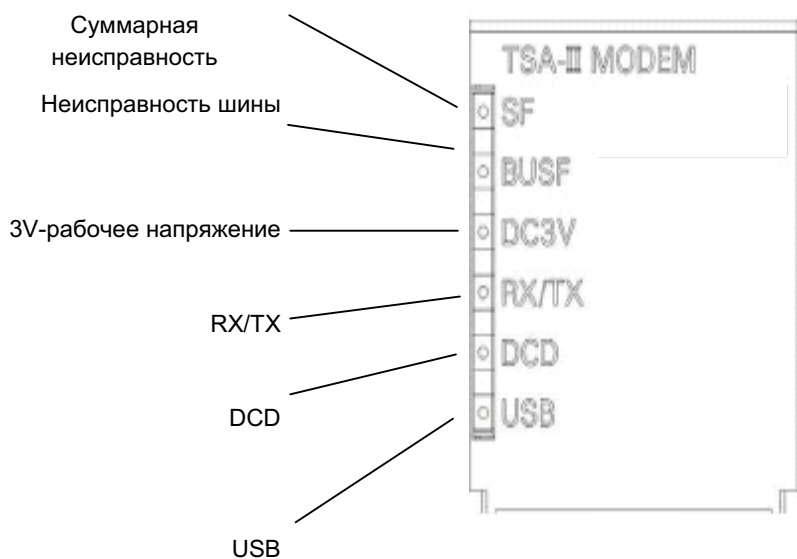 Суммарная
неисправность
Неисправность шины
3V-рабочее напряжение
RX/TX
DCD
USB
TSA-II MODEM
SF
BUSF
DC3V
RX/TX
DCD
USB